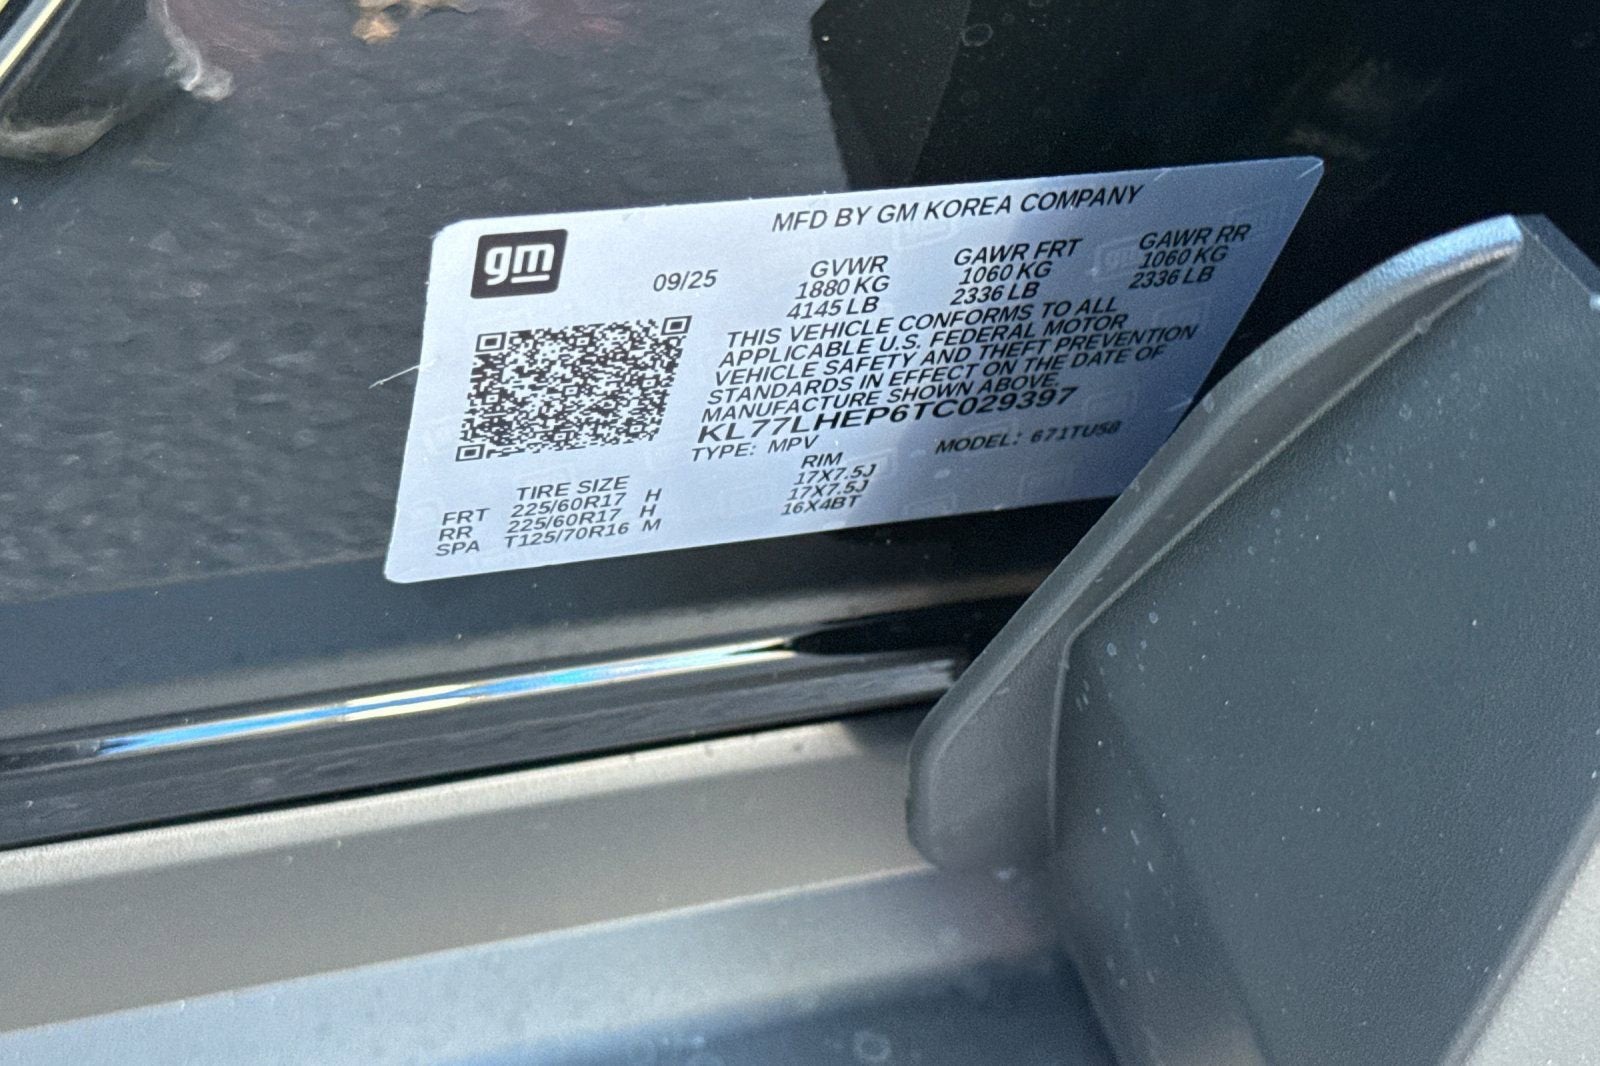 MFD BY GM KOREA COMPANY
gm
09/25
GVWR GAWR FRT GAWR RR
1880 KG 1060 KG 1060 KG
4145 LB 2336 LB 2336 LB
THIS VEHICLE CONFORMS TO ALL
APPLICABLE U.S. FEDERAL MOTOR
VEHICLE SAFETY AND THEFT PREVENTION
STANDARDS IN EFFECT ON THE DATE OF
MANUFACTURE SHOWN ABOVE.
KL77LHEP6TC029397
TYPE: MPV MODEL: 671TU58
TIRE SIZE RIM
FRT 225/60R17 H 17X7.5J
RR 225/60R17 H 17X7.5J
SPA T125/70R16 M 16X4BT